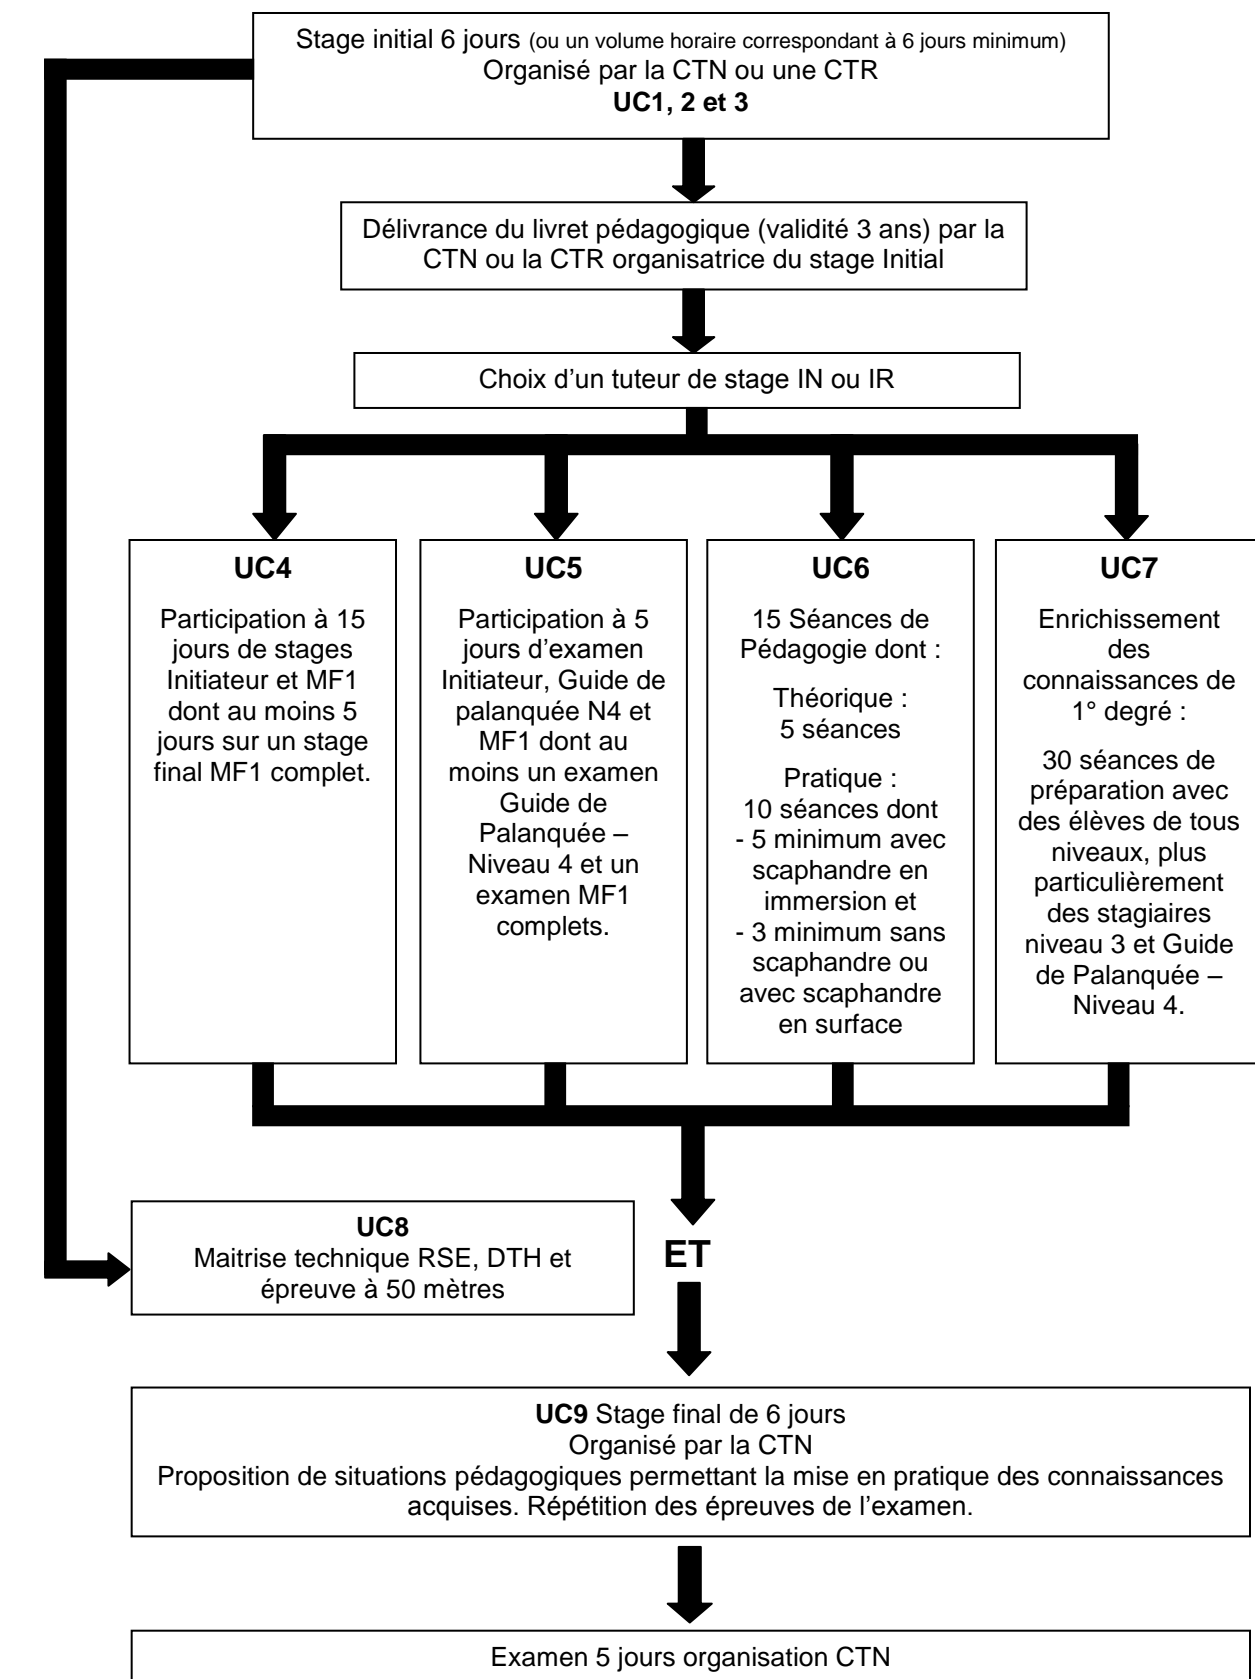 Stage initial 6 jours (ou un volume horaire correspondant à 6 jours minimum)
Organisé par la CTN ou une CTR
UC1, 2 et 3
Délivrance du livret pédagogique (validité 3 ans) par la
CTN ou la CTR organisatrice du stage Initial
Choix d'un tuteur de stage IN ou IR
UC4
Participation à 15
jours de stages
Initiateur et MF1
dont au moins 5
jours sur un stage
final MF1 complet.
UC5
Participation à 5
jours d'examen
Initiateur, Guide de
palanquée N4 et
MF1 dont au
moins un examen
Guide de
Palanquée –
Niveau 4 et un
examen MF1
complets.
UC6
15 Séances de
Pédagogie dont :
Théorique :
5 séances
Pratique :
10 séances dont
- 5 minimum avec
scaphandre en
immersion et
- 3 minimum sans
scaphandre ou
avec scaphandre
en surface
UC7
Enrichissement
des
connaissances de
1° degré :
30 séances de
préparation avec
des élèves de tous
niveaux, plus
particulièrement
des stagiaires
niveau 3 et Guide
de Palanquée –
Niveau 4.
UC8
Maitrise technique RSE, DTH et
épreuve à 50 mètres
ET
UC9 Stage final de 6 jours
Organisé par la CTN
Proposition de situations pédagogiques permettant la mise en pratique des connaissances
acquises. Répétition des épreuves de l'examen.
Examen 5 jours organisation CTN